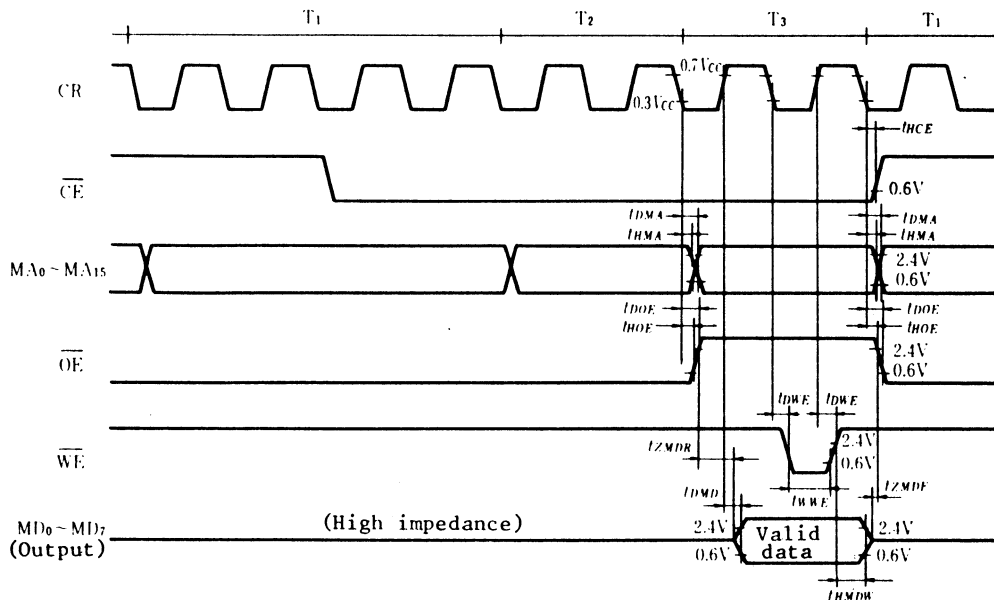 T1 T2 T3 T1
CR 0.7Vcc
0.3Vcc
tHCE
CE 0.6V
tDMA tDMA
tHMA tHMA
MA0~MA15 2.4V
0.6V
tDOE tDOE
tHOE tHOE
OE 2.4V
0.6V
tDWE tDWE
WE tZMDR 2.4V
0.6V
tDMD tWWE tZMDF
MD0~MD7 (High impedance) 2.4V Valid 2.4V
(Output) 0.6V data 0.6V
tHMDW